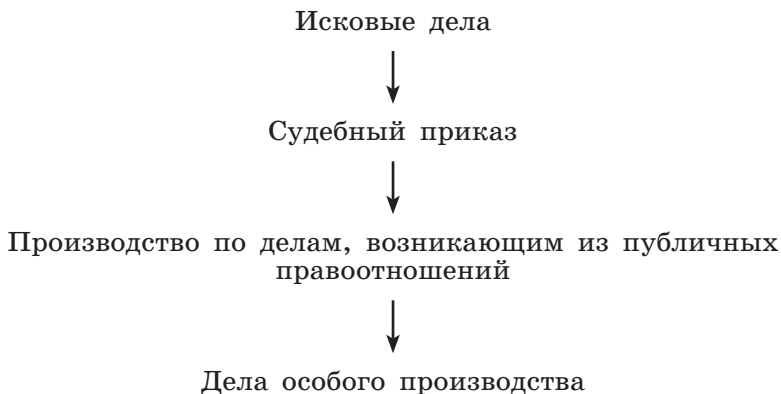 Исковые дела
Судебный приказ
Производство по делам, возникающим из публичных
правоотношений
Дела особого производства